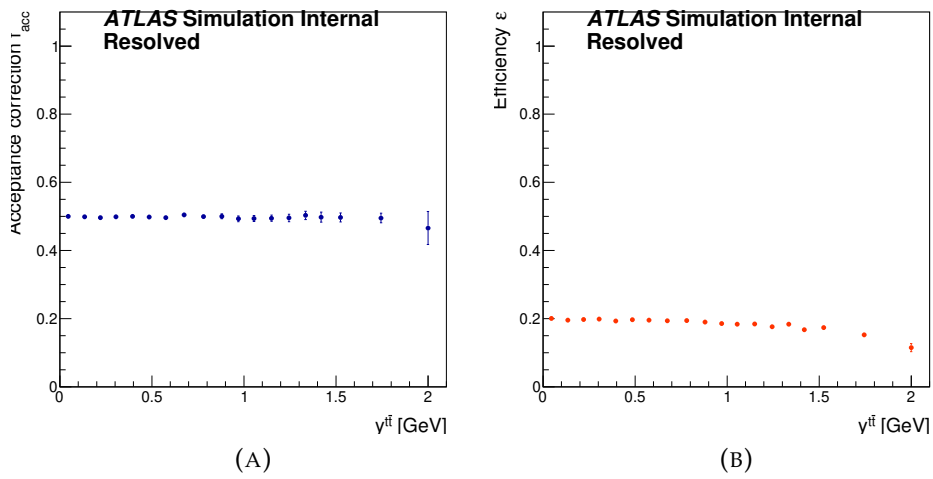 ATLAS Simulation Internal
Resolved
Acceptance correction f_acc
1
0.8
0.6
0.4
0.2
0
0 0.5 1 1.5 2
y^tt̄ [GeV]
(A)
ATLAS Simulation Internal
Resolved
Efficiency ε
1
0.8
0.6
0.4
0.2
0
0 0.5 1 1.5 2
y^tt̄ [GeV]
(B)